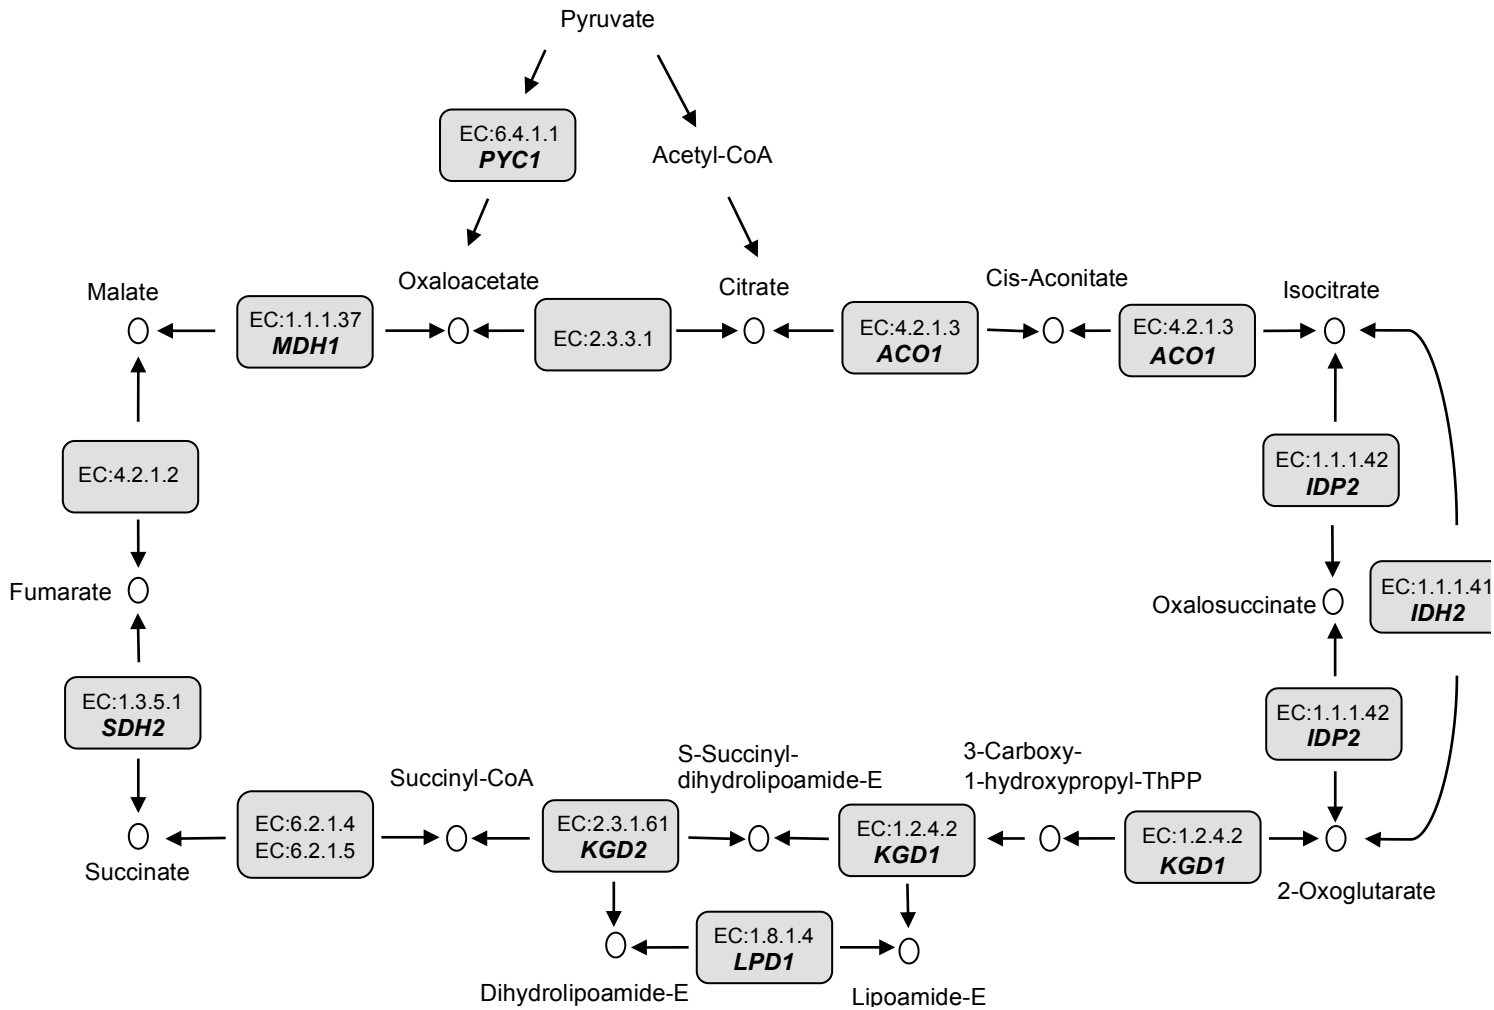 Pyruvate
EC:6.4.1.1
PYC1
Acetyl-CoA
Malate
Oxaloacetate
Citrate
Cis-Aconitate
Isocitrate
EC:1.1.1.37
MDH1
EC:2.3.3.1
EC:4.2.1.3
ACO1
EC:4.2.1.3
ACO1
EC:4.2.1.2
EC:1.1.1.42
IDP2
Fumarate
Oxalosuccinate
EC:1.1.1.41
IDH2
EC:1.3.5.1
SDH2
EC:1.1.1.42
IDP2
Succinyl-CoA
S-Succinyl-
dihydrolipoamide-E
3-Carboxy-
1-hydroxypropyl-ThPP
EC:6.2.1.4
EC:6.2.1.5
EC:2.3.1.61
KGD2
EC:1.2.4.2
KGD1
EC:1.2.4.2
KGD1
Succinate
2-Oxoglutarate
EC:1.8.1.4
LPD1
Dihydrolipoamide-E
Lipoamide-E